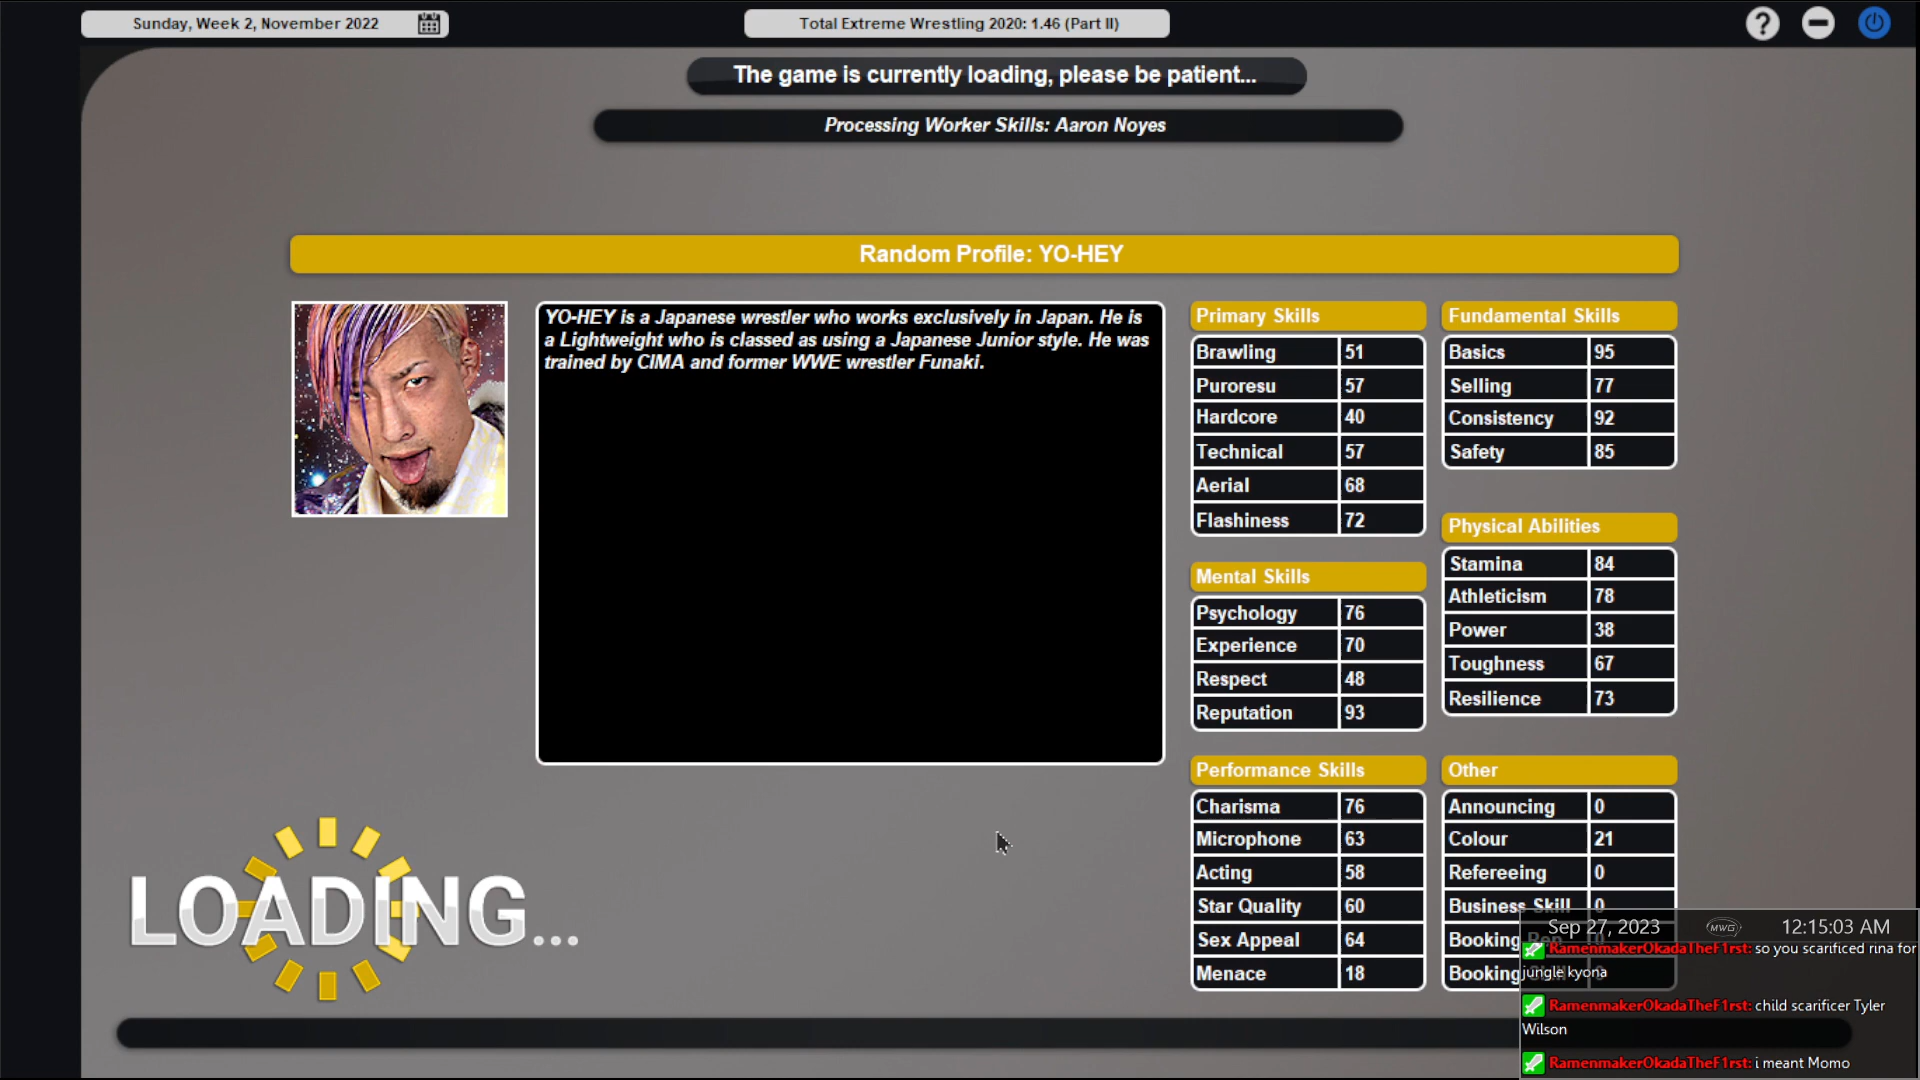 Sunday, Week 2, November 2022
Total Extreme Wrestling 2020: 1.46 (Part II)
?
The game is currently loading, please be patient...
Processing Worker Skills: Aaron Noyes
Random Profile: YO-HEY
YO-HEY is a Japanese wrestler who works exclusively in Japan. He is
a Lightweight who is classed as using a Japanese Junior style. He was
trained by CIMA and former WWE wrestler Funaki.
Primary Skills
Brawling 51
Puroresu 57
Hardcore 40
Technical 57
Aerial 68
Flashiness 72
Mental Skills
Psychology 76
Experience 70
Respect 48
Reputation 93
Performance Skills
Charisma 76
Microphone 63
Acting 58
Star Quality 60
Sex Appeal 64
Menace 18
Fundamental Skills
Basics 95
Selling 77
Consistency 92
Safety 85
Physical Abilities
Stamina 84
Athleticism 78
Power 38
Toughness 67
Resilience 73
Other
Announcing 0
Colour 21
Refereeing 0
Business Skill 0
Booking Rep 0
Booking
LOADING...
Sep 27, 2023 MWG 12:15:03 AM
RamenmakerOkadaTheF1rst: so you scarificed rina for
jungle kyona
RamenmakerOkadaTheF1rst: child scarificer Tyler
Wilson
RamenmakerOkadaTheF1rst: i meant Momo